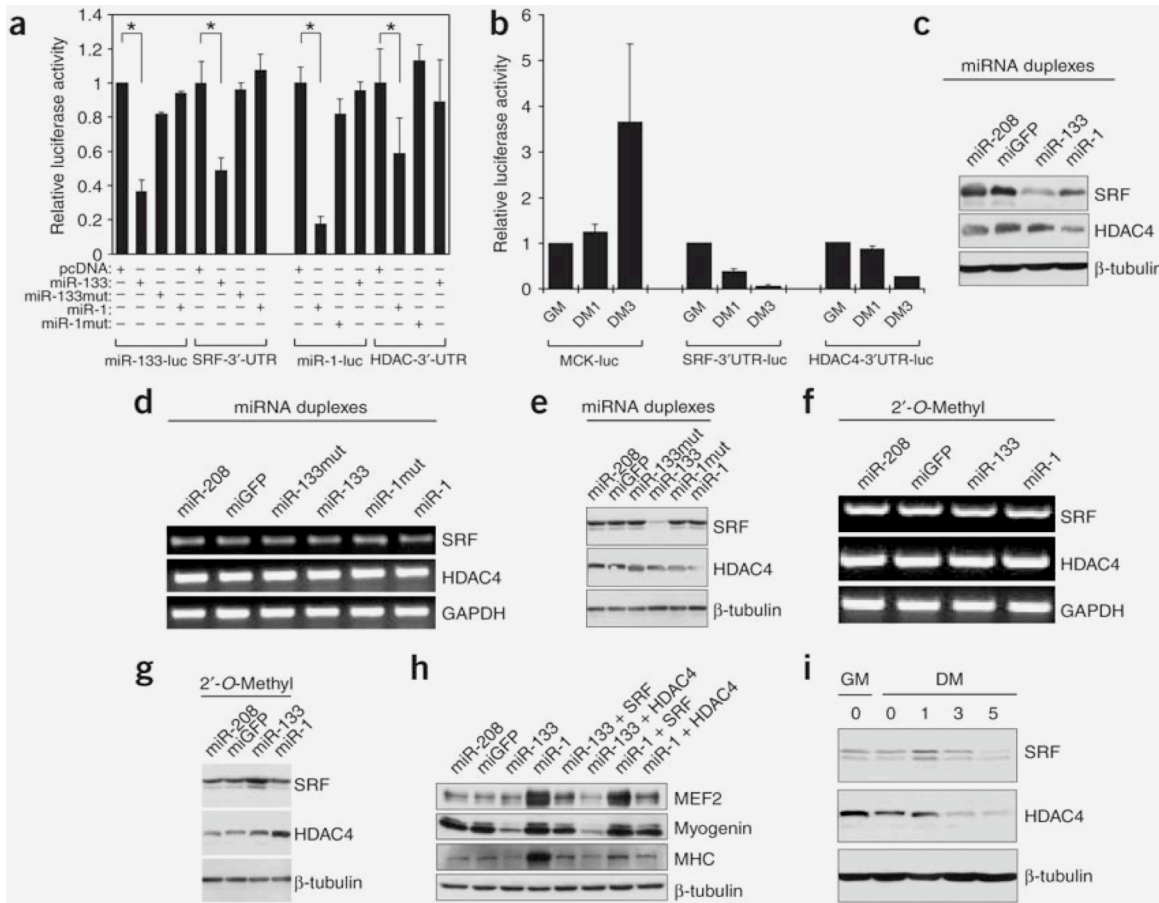 a
Relative luciferase activity
1.4
1.2
1
0.8
0.6
0.4
0.2
0
* * * *
pcDNA: + – – – + – – – + – – – + – – –
miR-133: – + – – – + – – – – – + – – – +
miR-133mut: – – + – – – + – – – – – – – – –
miR-1: – – – + – – – + – + – – – + – –
miR-1mut: – – – – – – – – – – + – – – + –
miR-133-luc SRF-3′-UTR miR-1-luc HDAC-3′-UTR
b
Relative luciferase activity
6
5
4
3
2
1
0
GM DM1 DM3 GM DM1 DM3 GM DM1 DM3
MCK-luc SRF-3′UTR-luc HDAC4-3′UTR-luc
c
miRNA duplexes
miR-208 miGFP miR-133 miR-1
SRF
HDAC4
β-tubulin
d
miRNA duplexes
miR-208 miGFP miR-133mut miR-133 miR-1mut miR-1
SRF
HDAC4
GAPDH
e
miRNA duplexes
miR-208 miGFP miR-133mut miR-133 miR-1mut miR-1
SRF
HDAC4
β-tubulin
f
2′-O-Methyl
miR-208 miGFP miR-133 miR-1
SRF
HDAC4
GAPDH
g
2′-O-Methyl
miR-208 miGFP miR-133 miR-1
SRF
HDAC4
β-tubulin
h
miR-208 miGFP miR-133 miR-1 miR-133 + SRF miR-133 + HDAC4 miR-1 + SRF miR-1 + HDAC4
MEF2
Myogenin
MHC
β-tubulin
i
GM DM
0 0 1 3 5
SRF
HDAC4
β-tubulin